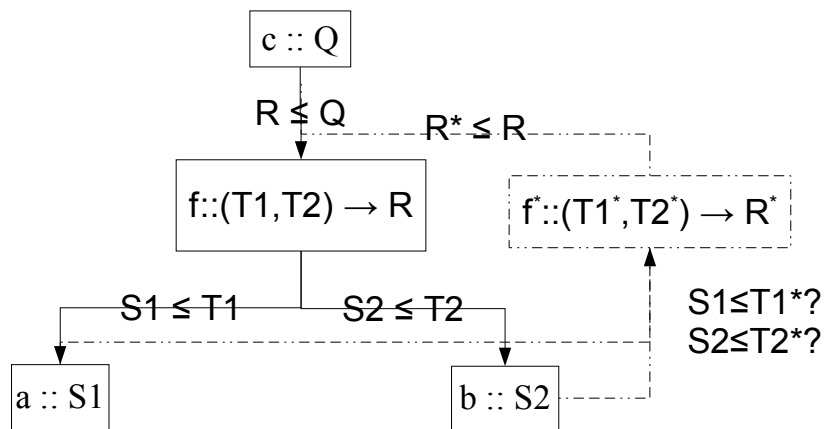 c :: Q
R ≤ Q
R* ≤ R
f::(T1,T2) → R
f*::(T1*,T2*) → R*
S1 ≤ T1
S2 ≤ T2
S1≤T1*?
S2≤T2*?
a :: S1
b :: S2